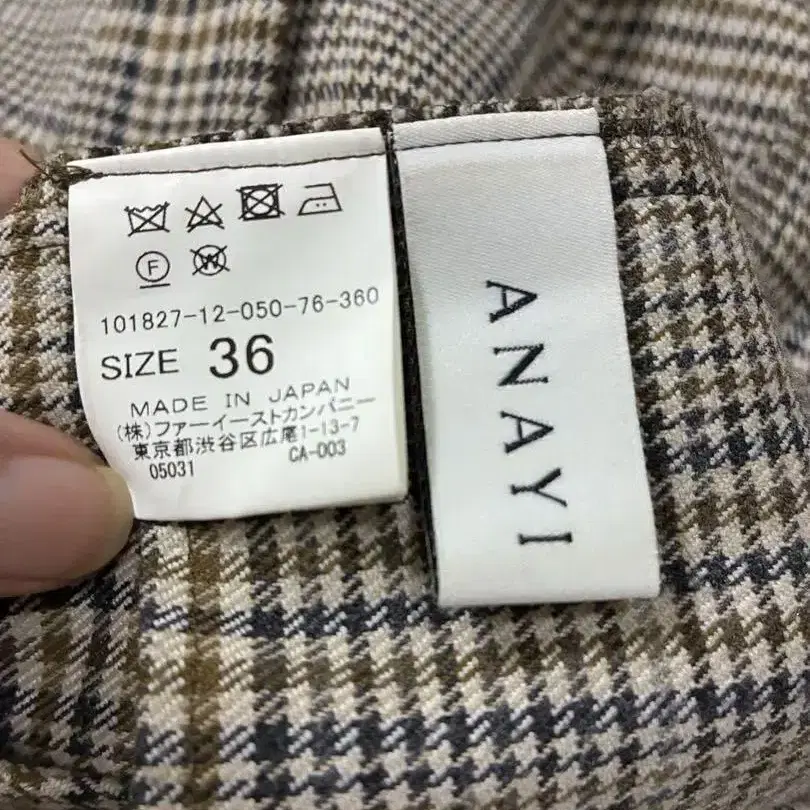 F
W
101827-12-050-76-360
SIZE 36
MADE IN JAPAN
(株)ファーイーストカンパニー
東京都渋谷区広尾1-13-7
05031 CA-003
ANAYI